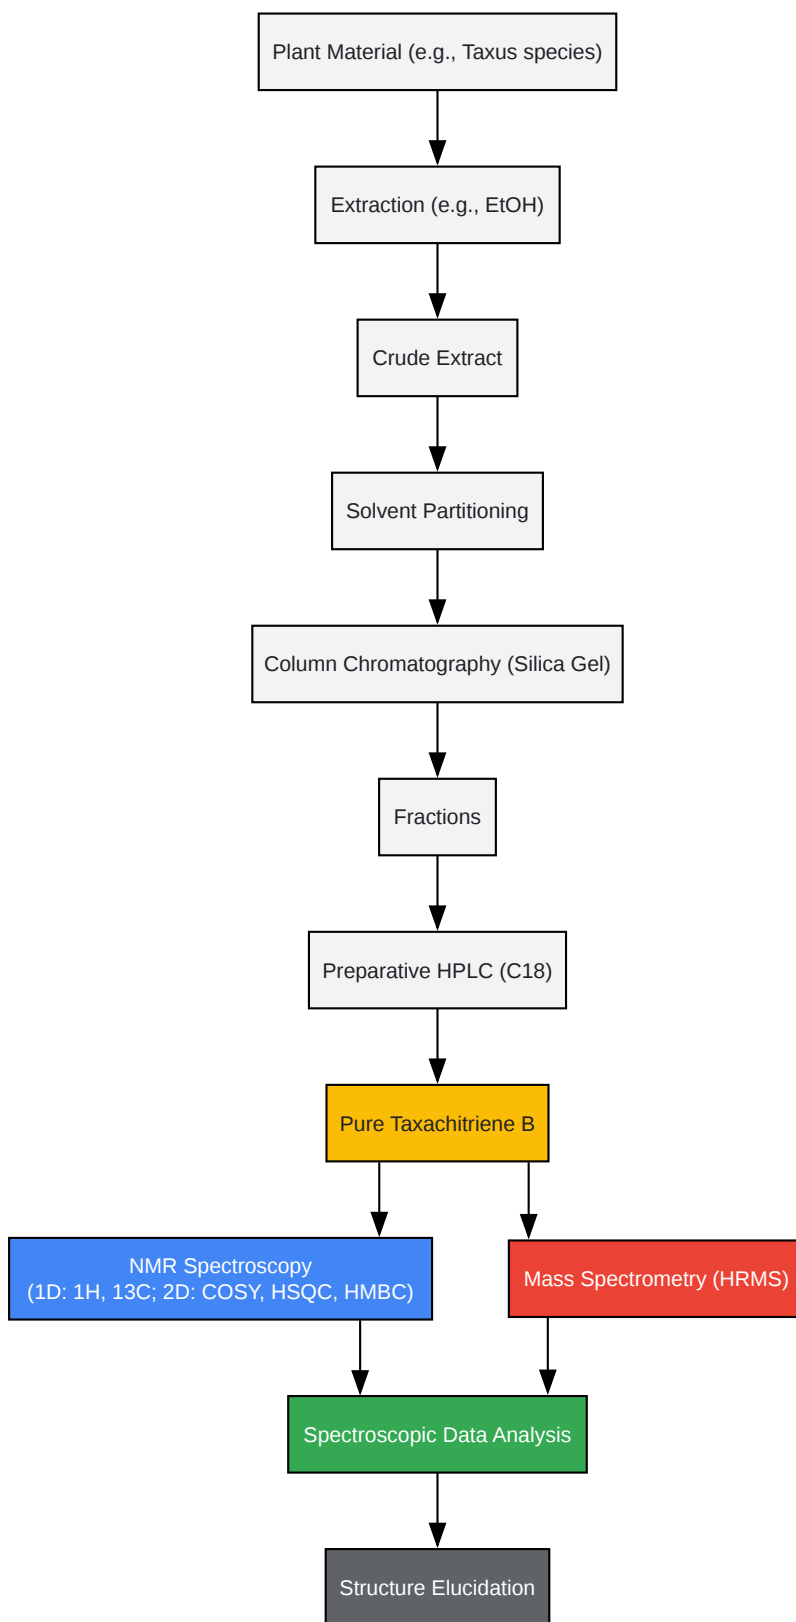 Plant Material (e.g., Taxus species)
Extraction (e.g., EtOH)
Crude Extract
Solvent Partitioning
Column Chromatography (Silica Gel)
Fractions
Preparative HPLC (C18)
Pure Taxachitriene B
NMR Spectroscopy
(1D: 1H, 13C; 2D: COSY, HSQC, HMBC)
Mass Spectrometry (HRMS)
Spectroscopic Data Analysis
Structure Elucidation